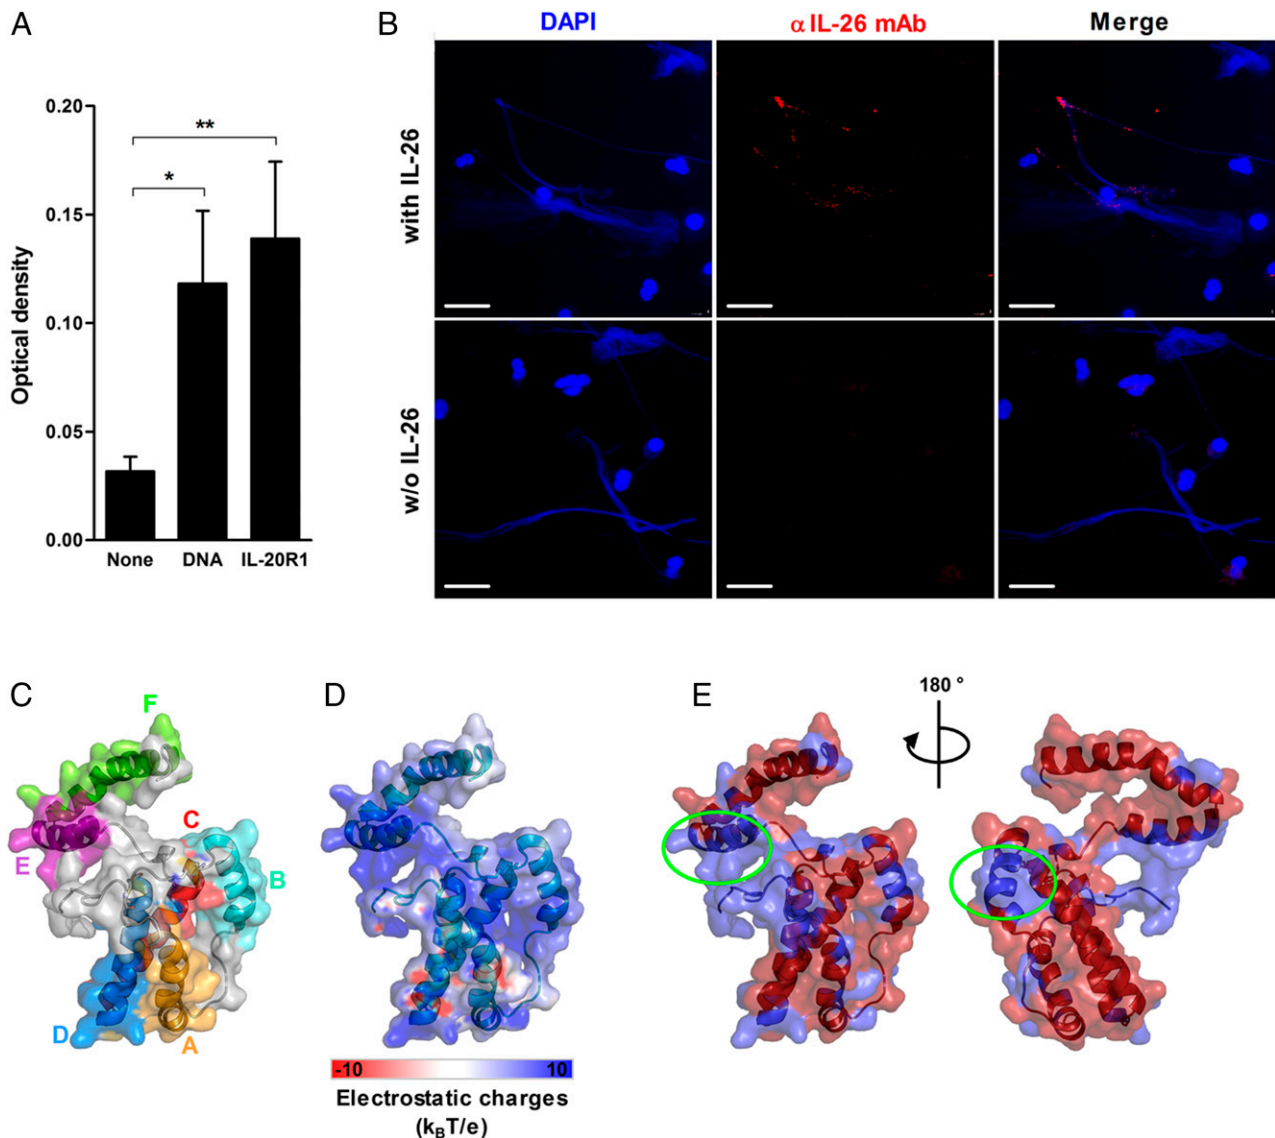 A
0.20
0.15
0.10
0.05
0.00
Optical density
*
**
None
DNA
IL-20R1
B
DAPI
α IL-26 mAb
Merge
with IL-26
w/o IL-26
C
F
C
E
B
D
A
D
-10
10
Electrostatic charges
(kBT/e)
E
180 °